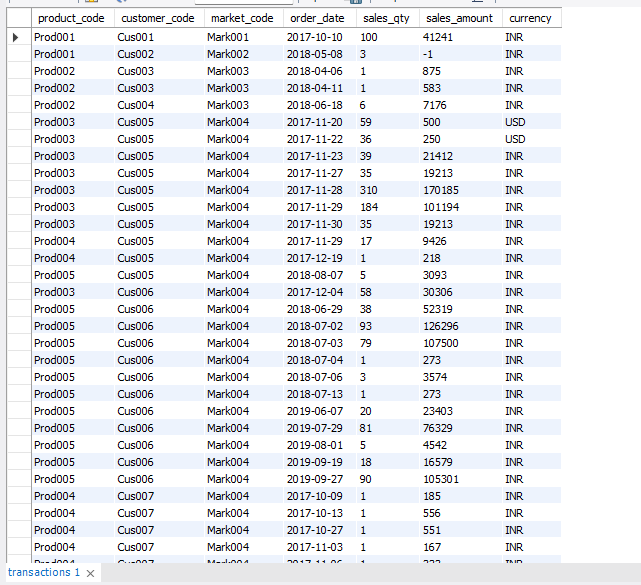 product_code customer_code market_code order_date sales_qty sales_amount currency
Prod001 Cus001 Mark001 2017-10-10 100 41241 INR
Prod001 Cus002 Mark002 2018-05-08 3 -1 INR
Prod002 Cus003 Mark003 2018-04-06 1 875 INR
Prod002 Cus003 Mark003 2018-04-11 1 583 INR
Prod002 Cus004 Mark003 2018-06-18 6 7176 INR
Prod003 Cus005 Mark004 2017-11-20 59 500 USD
Prod003 Cus005 Mark004 2017-11-22 36 250 USD
Prod003 Cus005 Mark004 2017-11-23 39 21412 INR
Prod003 Cus005 Mark004 2017-11-27 35 19213 INR
Prod003 Cus005 Mark004 2017-11-28 310 170185 INR
Prod003 Cus005 Mark004 2017-11-29 184 101194 INR
Prod003 Cus005 Mark004 2017-11-30 35 19213 INR
Prod004 Cus005 Mark004 2017-11-29 17 9426 INR
Prod004 Cus005 Mark004 2017-12-19 1 218 INR
Prod005 Cus005 Mark004 2018-08-07 5 3093 INR
Prod003 Cus006 Mark004 2017-12-04 58 30306 INR
Prod005 Cus006 Mark004 2018-06-29 38 52319 INR
Prod005 Cus006 Mark004 2018-07-02 93 126296 INR
Prod005 Cus006 Mark004 2018-07-03 79 107500 INR
Prod005 Cus006 Mark004 2018-07-04 1 273 INR
Prod005 Cus006 Mark004 2018-07-06 3 3574 INR
Prod005 Cus006 Mark004 2018-07-13 1 273 INR
Prod005 Cus006 Mark004 2019-06-07 20 23403 INR
Prod005 Cus006 Mark004 2019-07-29 81 76329 INR
Prod005 Cus006 Mark004 2019-08-01 5 4542 INR
Prod005 Cus006 Mark004 2019-09-19 18 16579 INR
Prod005 Cus006 Mark004 2019-09-27 90 105301 INR
Prod004 Cus007 Mark004 2017-10-09 1 185 INR
Prod004 Cus007 Mark004 2017-10-13 1 556 INR
Prod004 Cus007 Mark004 2017-10-27 1 551 INR
Prod004 Cus007 Mark004 2017-11-03 1 167 INR
transactions 1